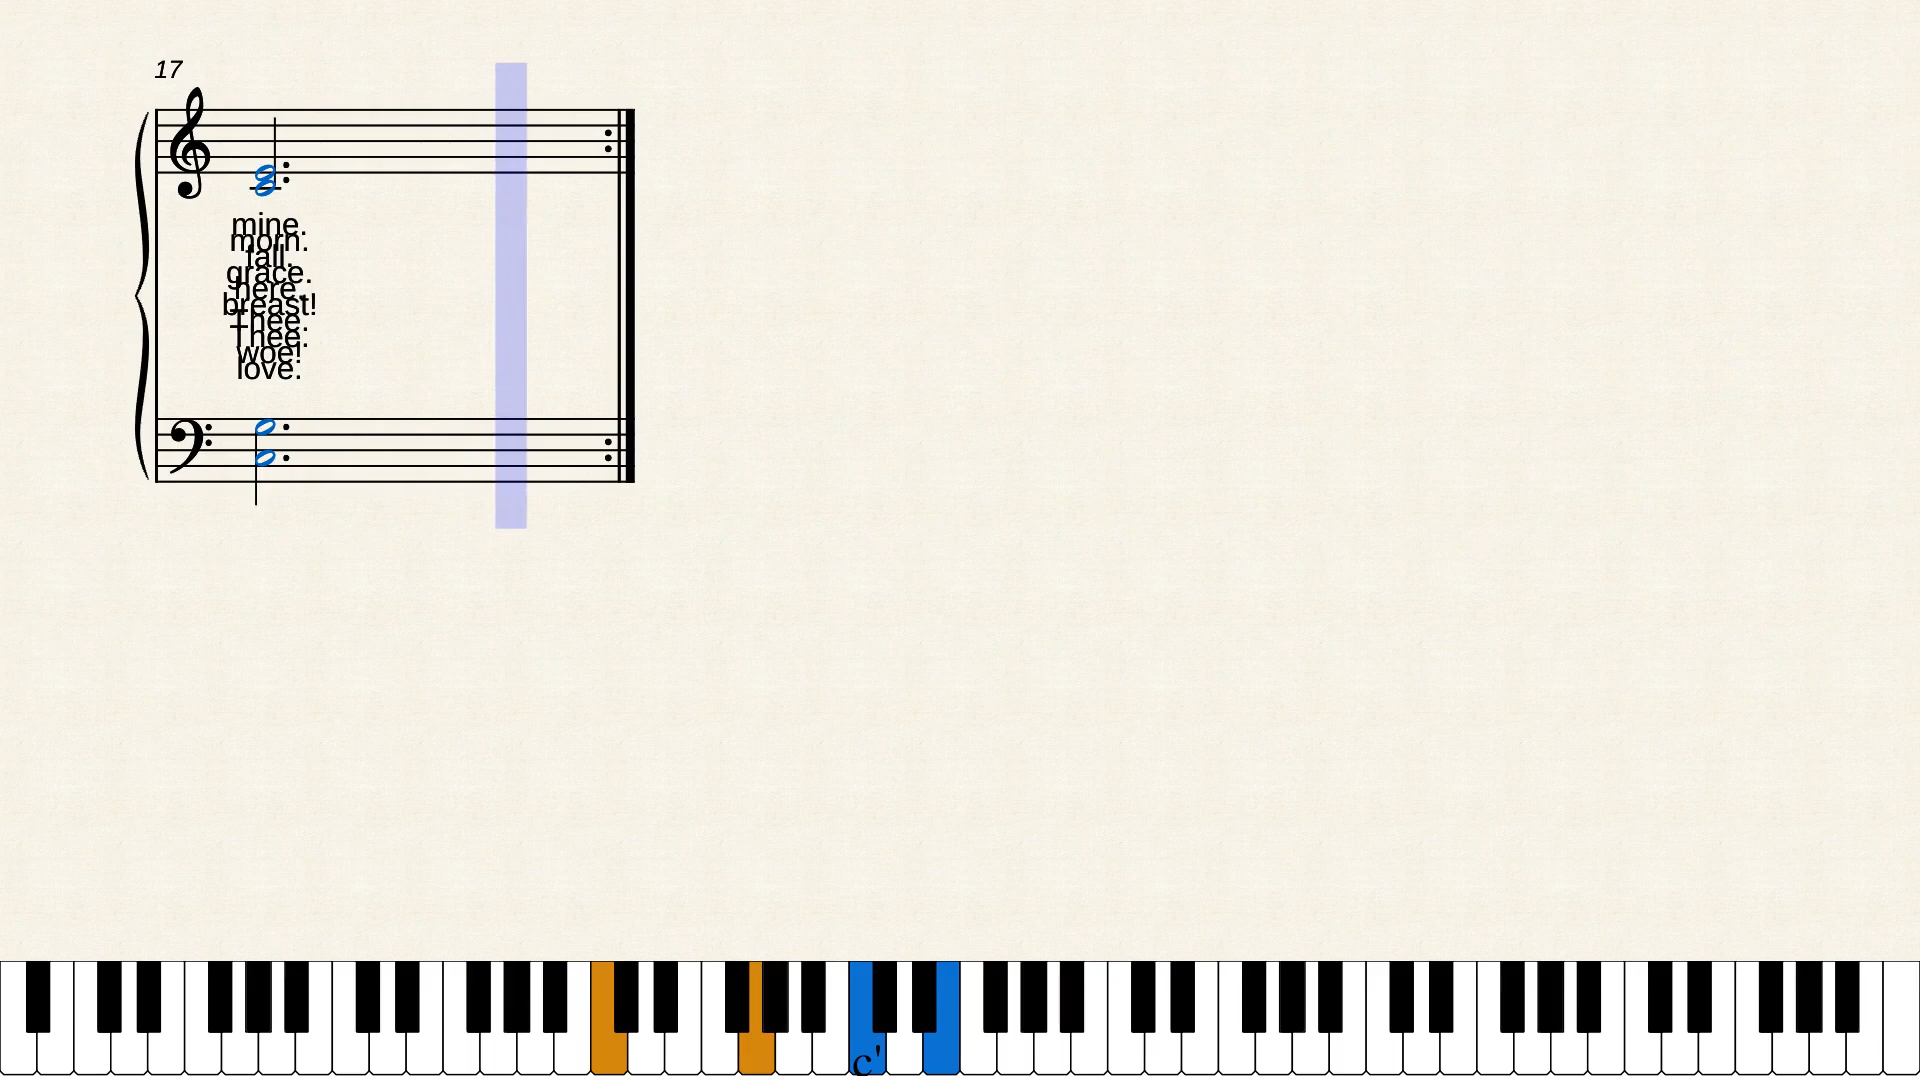 17
mine.
morn.
fall.
grace.
here.
breast!
Thee.
Thee.
woe!
love.
c'